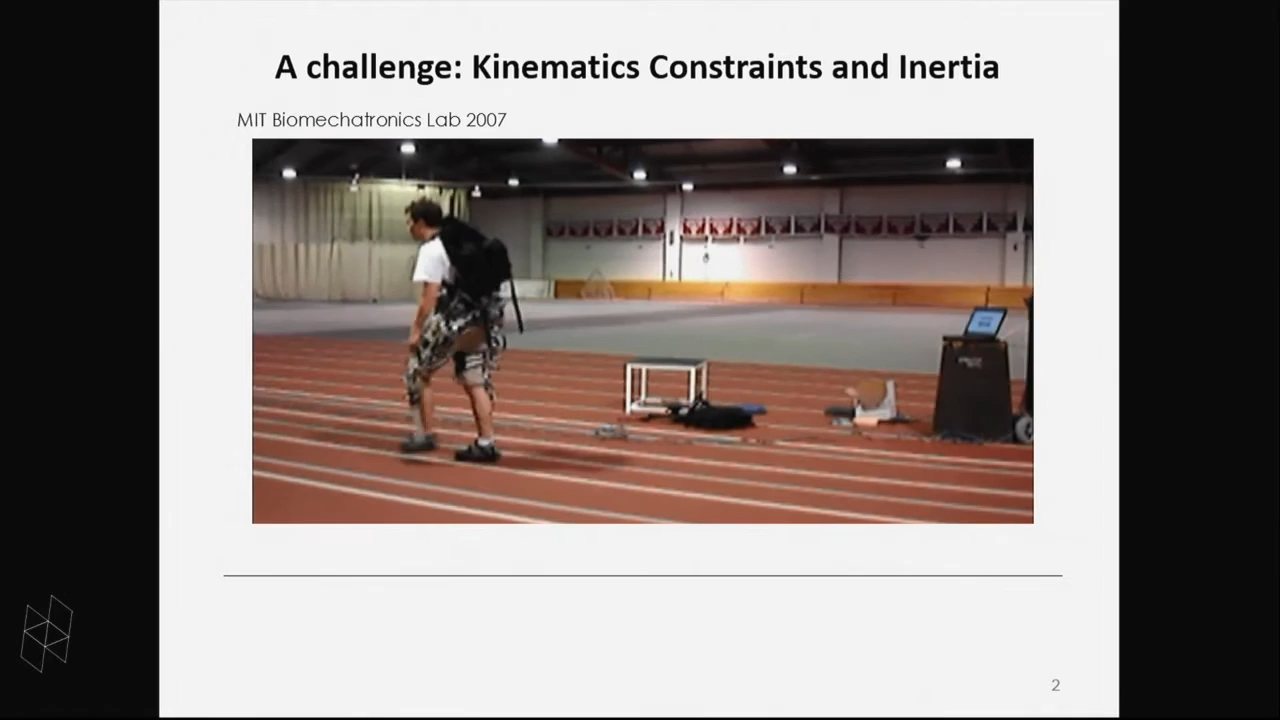 A challenge: Kinematics Constraints and Inertia
MIT Biomechatronics Lab 2007
2